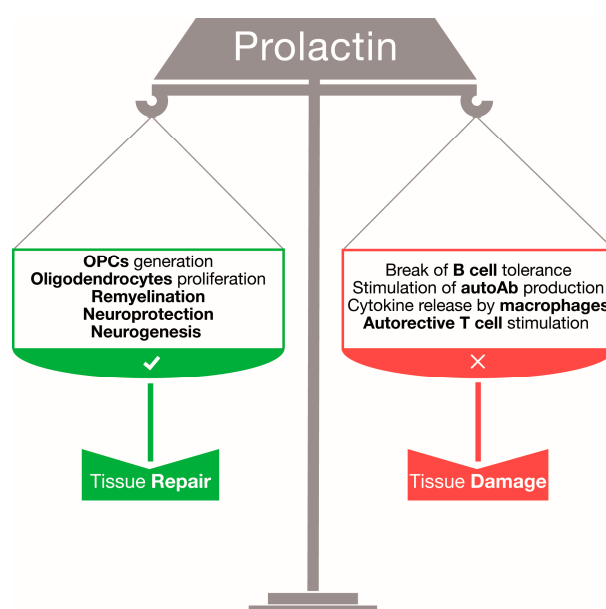 Prolactin
OPCs generation
Oligodendrocytes proliferation
Remyelination
Neuroprotection
Neurogenesis
Tissue Repair
Break of B cell tolerance
Stimulation of autoAb production
Cytokine release by macrophages
Autorective T cell stimulation
Tissue Damage